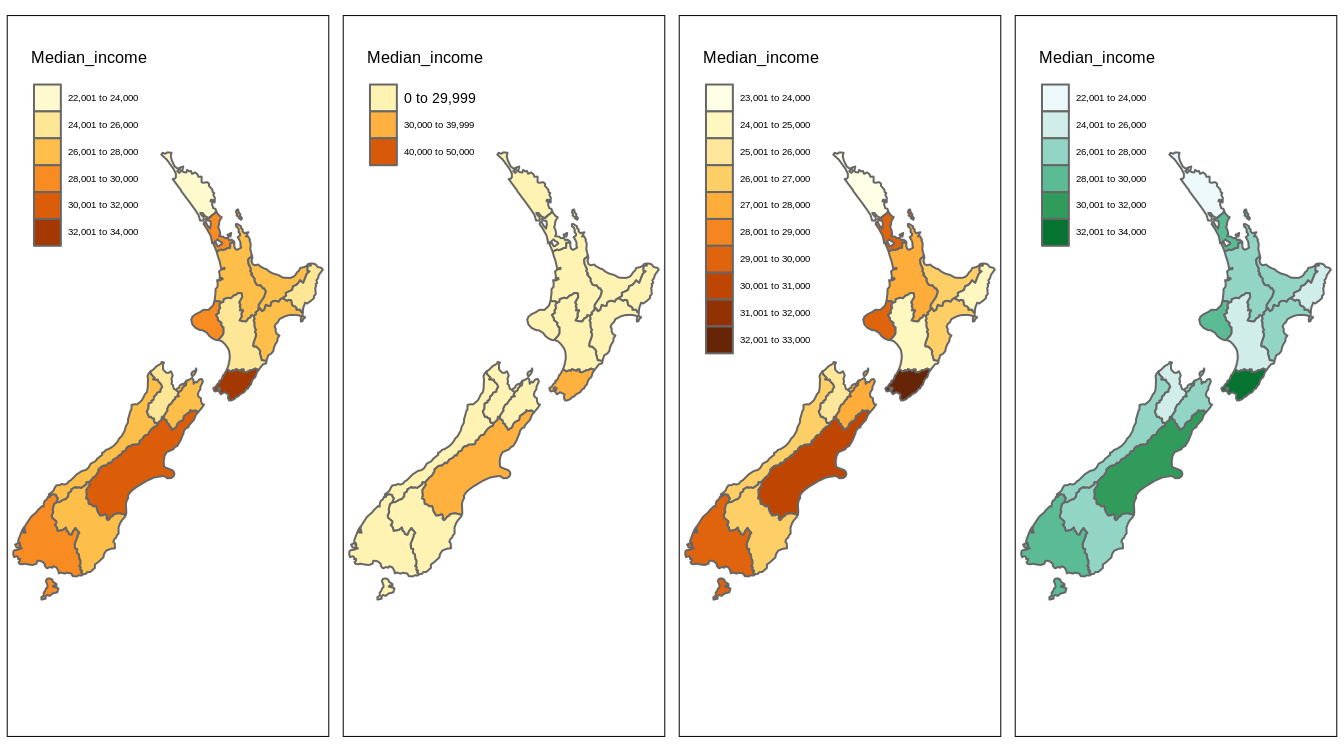 Median_income
22,001 to 24,000
24,001 to 26,000
26,001 to 28,000
28,001 to 30,000
30,001 to 32,000
32,001 to 34,000
Median_income
0 to 29,999
30,000 to 39,999
40,000 to 50,000
Median_income
23,001 to 24,000
24,001 to 25,000
25,001 to 26,000
26,001 to 27,000
27,001 to 28,000
28,001 to 29,000
29,001 to 30,000
30,001 to 31,000
31,001 to 32,000
32,001 to 33,000
Median_income
22,001 to 24,000
24,001 to 26,000
26,001 to 28,000
28,001 to 30,000
30,001 to 32,000
32,001 to 34,000